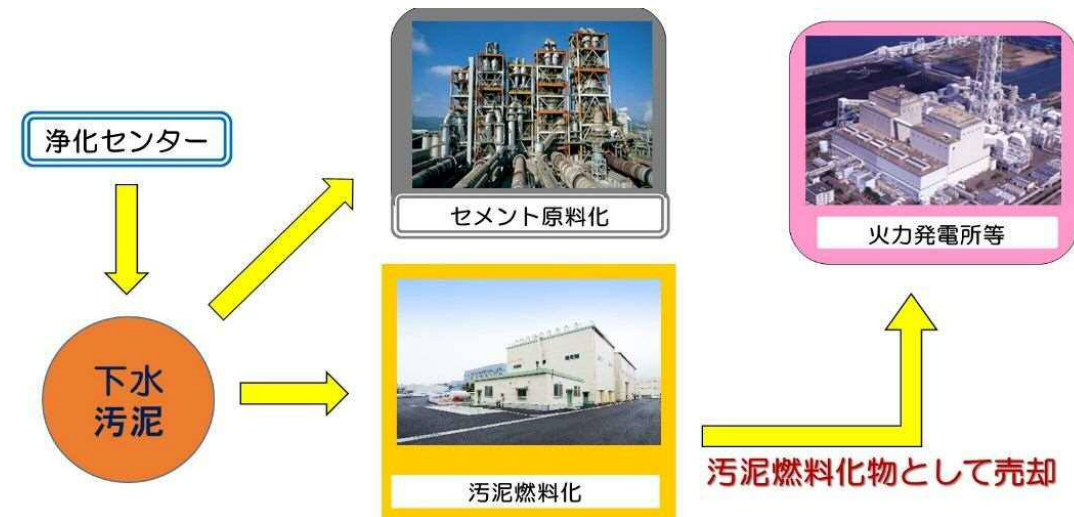 浄化センター
下水
汚泥
セメント原料化
汚泥燃料化
火力発電所等
汚泥燃料化物として売却